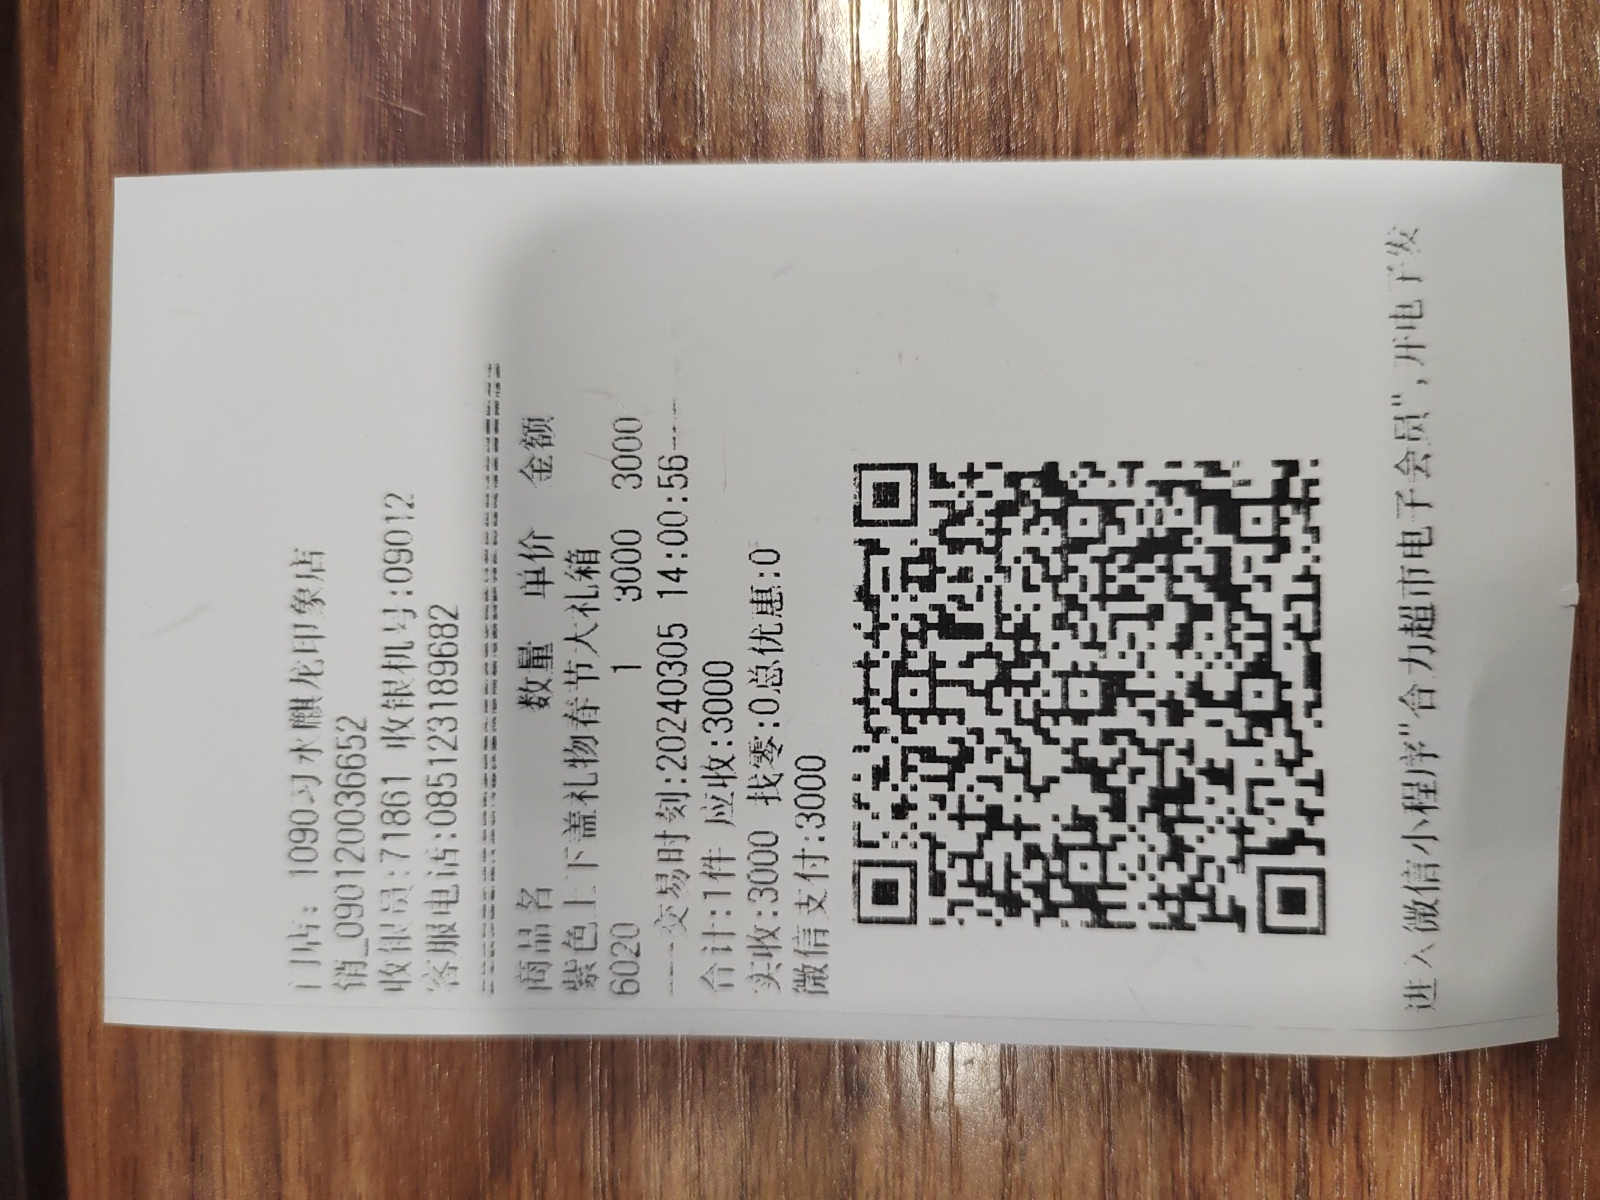 门店: 1090习水麒龙印象店
销_090120036652
收银员:71861 收银机号:09012
客服电话:085123189682
商品名 数量 单价 金额
紫色上下盖礼物春节大礼箱
6020 1 3000 3000
----交易时刻:20240305 14:00:56----
合计:1件 应收:3000
实收:3000 找零:0总优惠:0
微信支付:3000
进入微信小程序"合力超市电子会员",开电子发